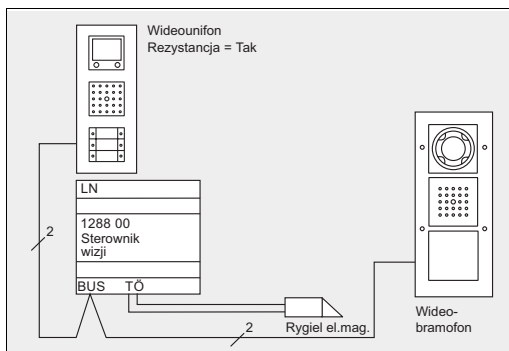 Wideounifon
Rezystancja = Tak
LN
2
1288 00
Sterownik
wizji
BUS TÖ
2
Rygiel el.mag.
Wideo-
bramofon